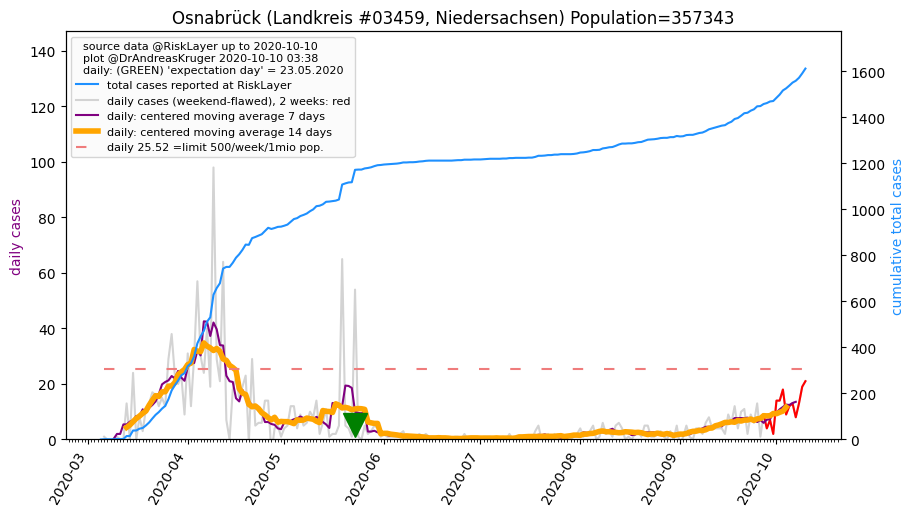 Osnabrück (Landkreis #03459, Niedersachsen) Population=357343
source data @RiskLayer up to 2020-10-10
plot @DrAndreasKruger 2020-10-10 03:38
daily: (GREEN) 'expectation day' = 23.05.2020
total cases reported at RiskLayer
daily cases (weekend-flawed), 2 weeks: red
daily: centered moving average 7 days
daily: centered moving average 14 days
daily 25.52 =limit 500/week/1mio pop.
daily cases
140
120
100
80
60
40
20
0
1600
1400
1200
1000
800
600
400
200
0
cumulative total cases
2020-03
2020-04
2020-05
2020-06
2020-07
2020-08
2020-09
2020-10